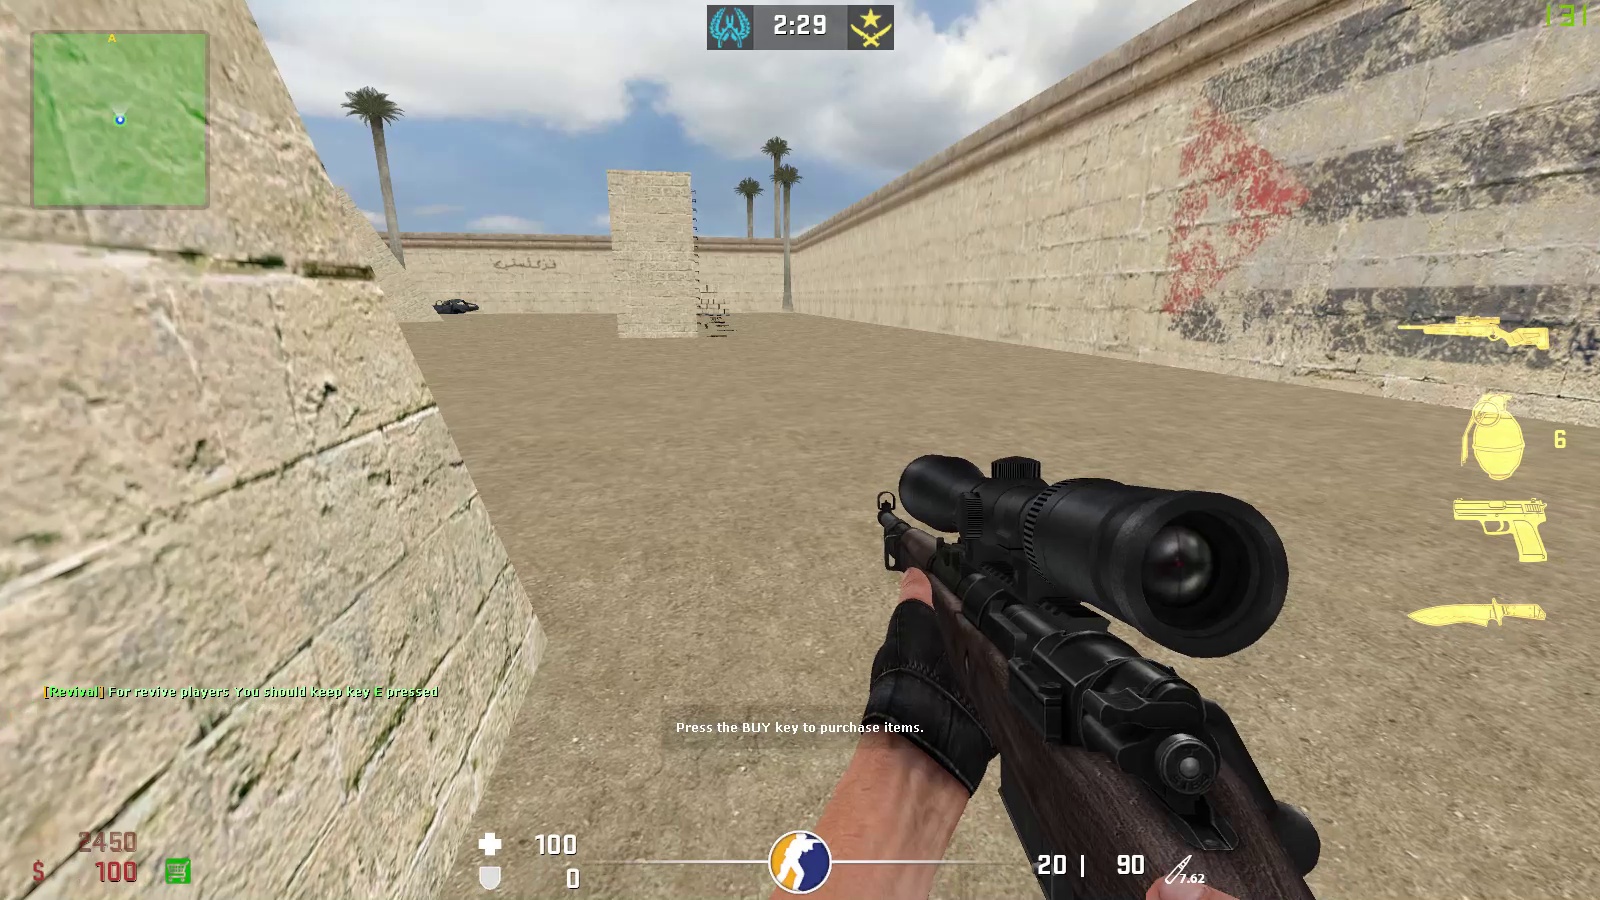 A
2:29
131
6
[Revival] For revive players You should keep key E pressed
Press the BUY key to purchase items.
2450
$ 100
100
0
20 | 90
7.62